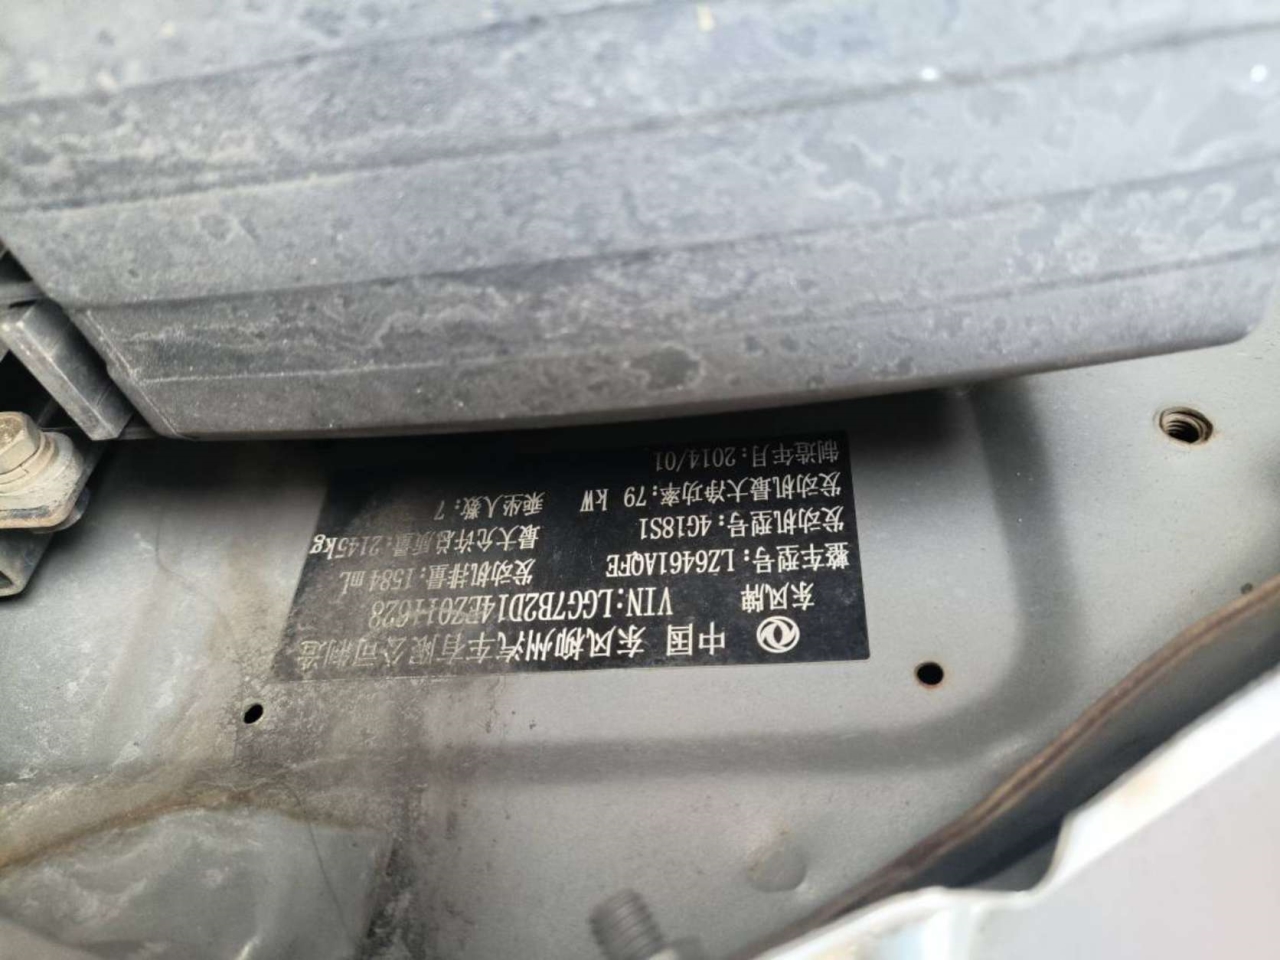 中国 东风柳州汽车有限公司制造
东风牌 VIN:LGG7B2D14EZ011628
整车型号:LZ6461AQFE 发动机排量:1584 mL
发动机型号:4G18S1 最大允许总质量:2145kg
发动机最大净功率:79 kW 乘坐人数:7
制造年月:2014/01